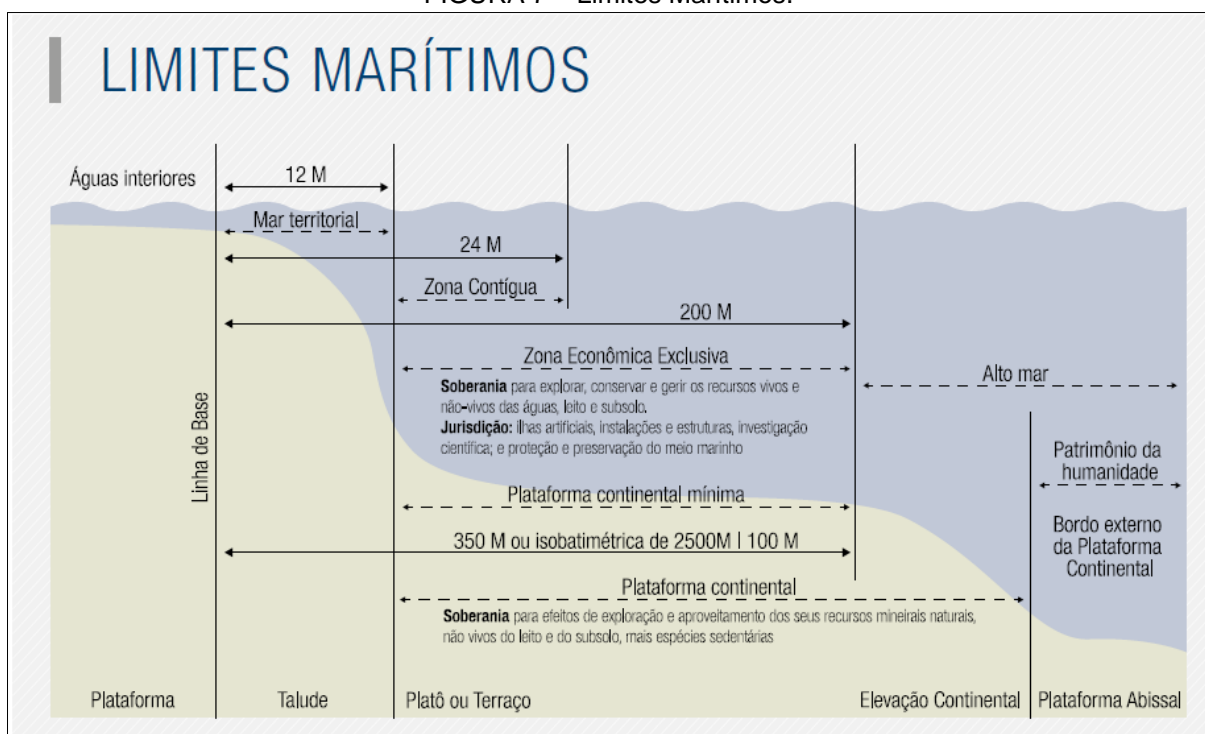 LIMITES MARÍTIMOS
Águas interiores
12 M
Mar territorial
24 M
Zona Contígua
200 M
Zona Econômica Exclusiva
Soberania para explorar, conservar e gerir os recursos vivos e
não-vivos das águas, leito e subsolo.
Jurisdição: ilhas artificiais, instalações e estruturas, investigação
científica; e proteção e preservação do meio marinho
Alto mar
Linha de Base
Patrimônio da
humanidade
Plataforma continental mínima
Bordo externo
da Plataforma
Continental
350 M ou isobatimétrica de 2500M | 100 M
Plataforma continental
Soberania para efeitos de exploração e aproveitamento dos seus recursos mineirais naturais,
não vivos do leito e do subsolo, mais espécies sedentárias
Plataforma
Talude
Platô ou Terraço
Elevação Continental
Plataforma Abissal